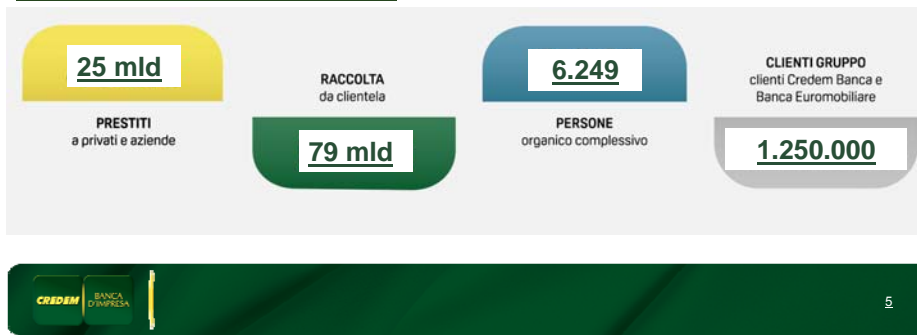 25 mld
PRESTITI
a privati e aziende
RACCOLTA
da clientela
79 mld
6.249
PERSONE
organico complessivo
CLIENTI GRUPPO
clienti Credem Banca e
Banca Euromobiliare
1.250.000
CREDEM
BANCA
D'IMPRESA
5